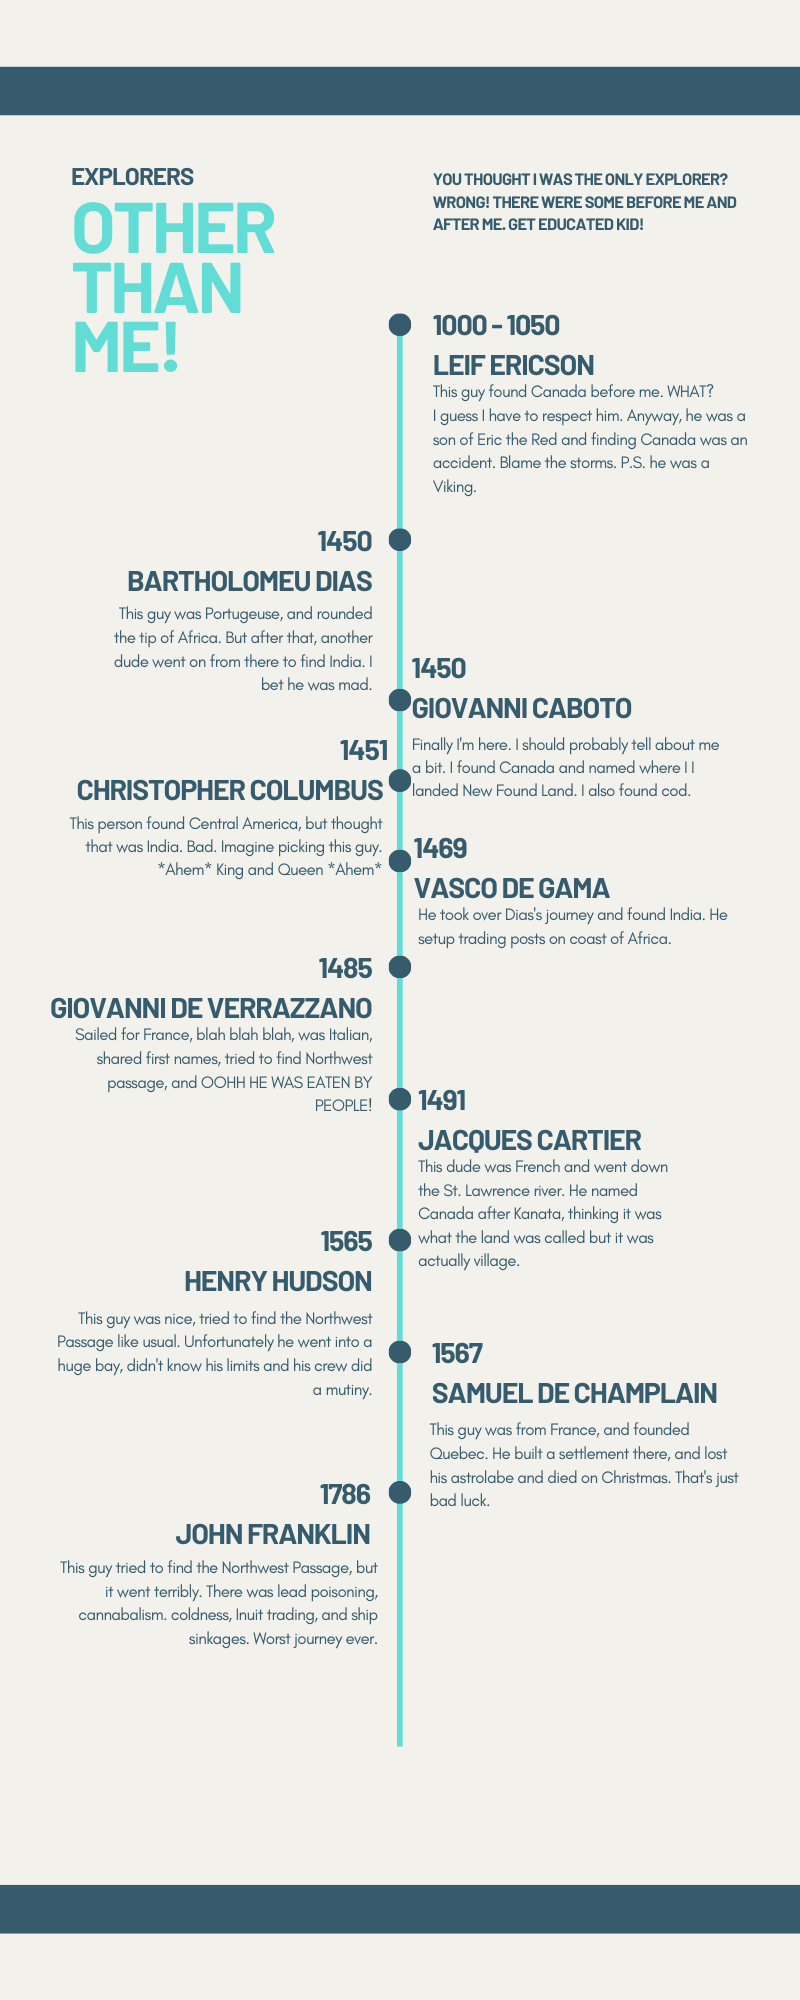 EXPLORERS
OTHER
THAN
ME!
YOU THOUGHT I WAS THE ONLY EXPLORER?
WRONG! THERE WERE SOME BEFORE ME AND
AFTER ME. GET EDUCATED KID!
1000 - 1050
LEIF ERICSON
This guy found Canada before me. WHAT?
I guess I have to respect him. Anyway, he was a
son of Eric the Red and finding Canada was an
accident. Blame the storms. P.S. he was a
Viking.
1450
BARTHOLOMEU DIAS
This guy was Portugeuse, and rounded
the tip of Africa. But after that, another
dude went on from there to find India. I
bet he was mad.
1450
GIOVANNI CABOTO
Finally I'm here. I should probably tell about me
a bit. I found Canada and named where I I
landed New Found Land. I also found cod.
1451
CHRISTOPHER COLUMBUS
This person found Central America, but thought
that was India. Bad. Imagine picking this guy.
*Ahem* King and Queen *Ahem*
1469
VASCO DE GAMA
He took over Dias's journey and found India. He
setup trading posts on coast of Africa.
1485
GIOVANNI DE VERRAZZANO
Sailed for France, blah blah blah, was Italian,
shared first names, tried to find Northwest
passage, and OOHH HE WAS EATEN BY
PEOPLE!
1491
JACQUES CARTIER
This dude was French and went down
the St. Lawrence river. He named
Canada after Kanata, thinking it was
what the land was called but it was
actually village.
1565
HENRY HUDSON
This guy was nice, tried to find the Northwest
Passage like usual. Unfortunately he went into a
huge bay, didn't know his limits and his crew did
a mutiny.
1567
SAMUEL DE CHAMPLAIN
This guy was from France, and founded
Quebec. He built a settlement there, and lost
his astrolabe and died on Christmas. That's just
bad luck.
1786
JOHN FRANKLIN
This guy tried to find the Northwest Passage, but
it went terribly. There was lead poisoning,
cannabalism. coldness, Inuit trading, and ship
sinkages. Worst journey ever.